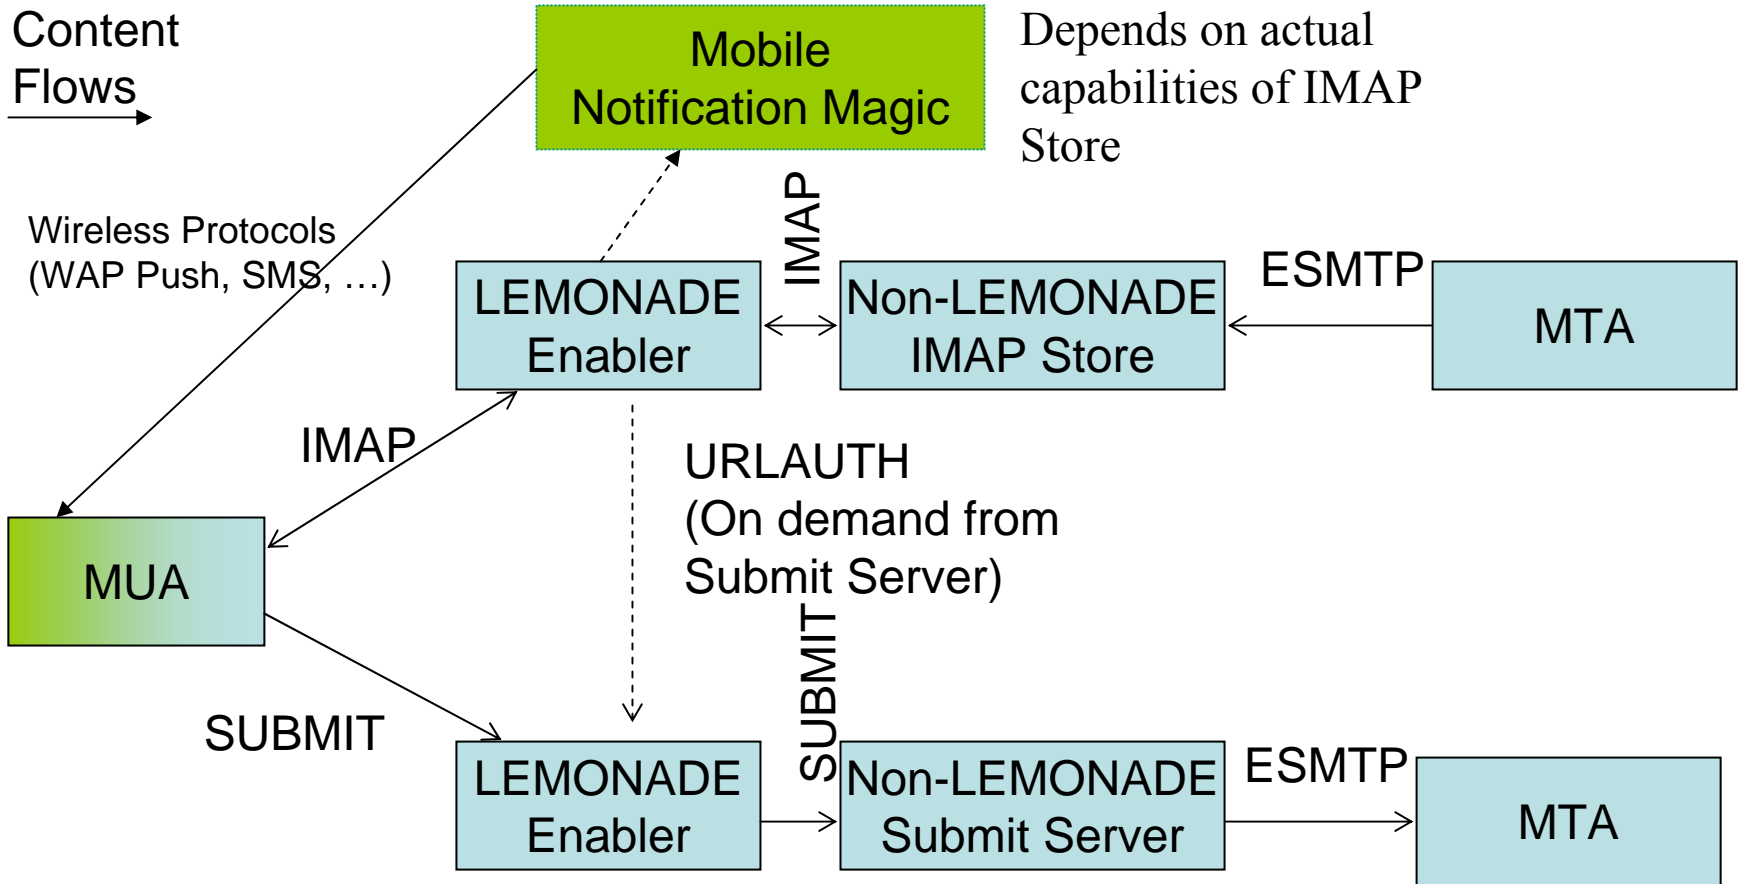 Content
Flows
Mobile
Notification Magic
Depends on actual
capabilities of IMAP
Store
Wireless Protocols
(WAP Push, SMS, …)
LEMONADE
Enabler
IMAP
Non-LEMONADE
IMAP Store
ESMTP
MTA
IMAP
URLAUTH
(On demand from
Submit Server)
MUA
SUBMIT
LEMONADE
Enabler
SUBMIT
Non-LEMONADE
Submit Server
ESMTP
MTA